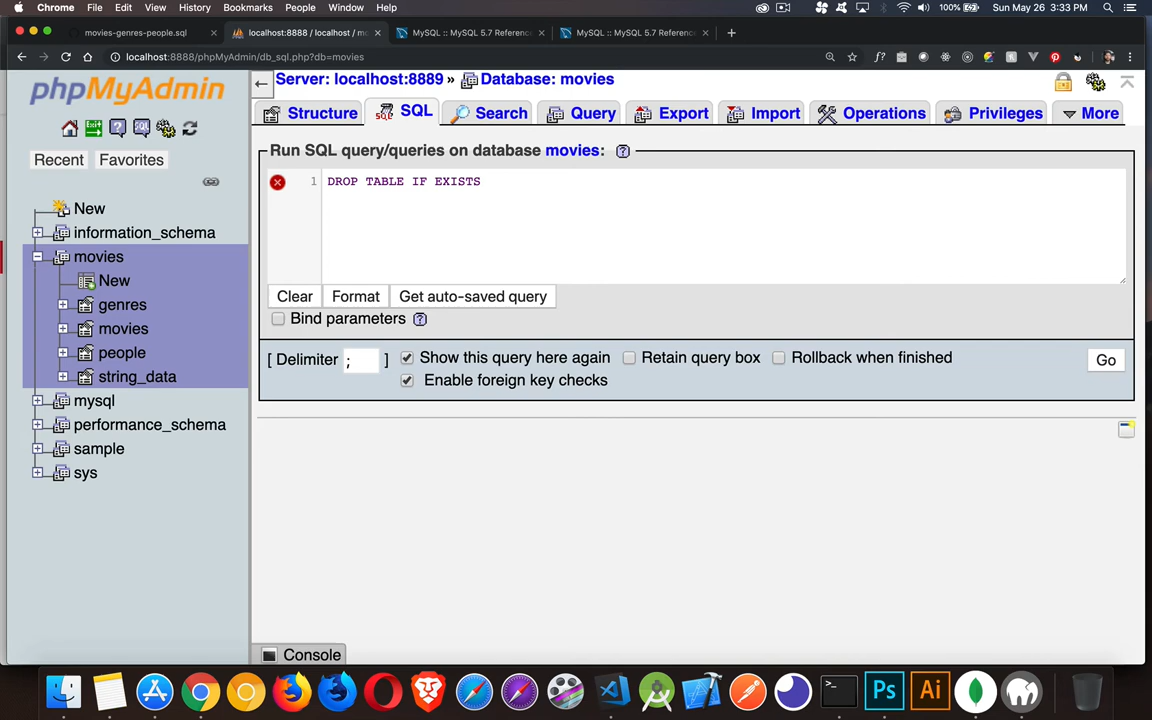 Chrome File Edit View History Bookmarks People Window Help 100% Sun May 26 3:33 PM
movies-genres-people.sql × localhost:8888 / localhost / m × MySQL :: MySQL 5.7 Referenc × MySQL :: MySQL 5.7 Referenc × +
localhost:8888/phpMyAdmin/db_sql.php?db=movies
phpMyAdmin
Recent Favorites
New
information_schema
movies
New
genres
movies
people
string_data
mysql
performance_schema
sample
sys
Server: localhost:8889 » Database: movies
Structure SQL Search Query Export Import Operations Privileges More
Run SQL query/queries on database movies:
1 DROP TABLE IF EXISTS
Clear Format Get auto-saved query
Bind parameters
[ Delimiter ; ] Show this query here again Retain query box Rollback when finished Go
Enable foreign key checks
Console
Ps Ai